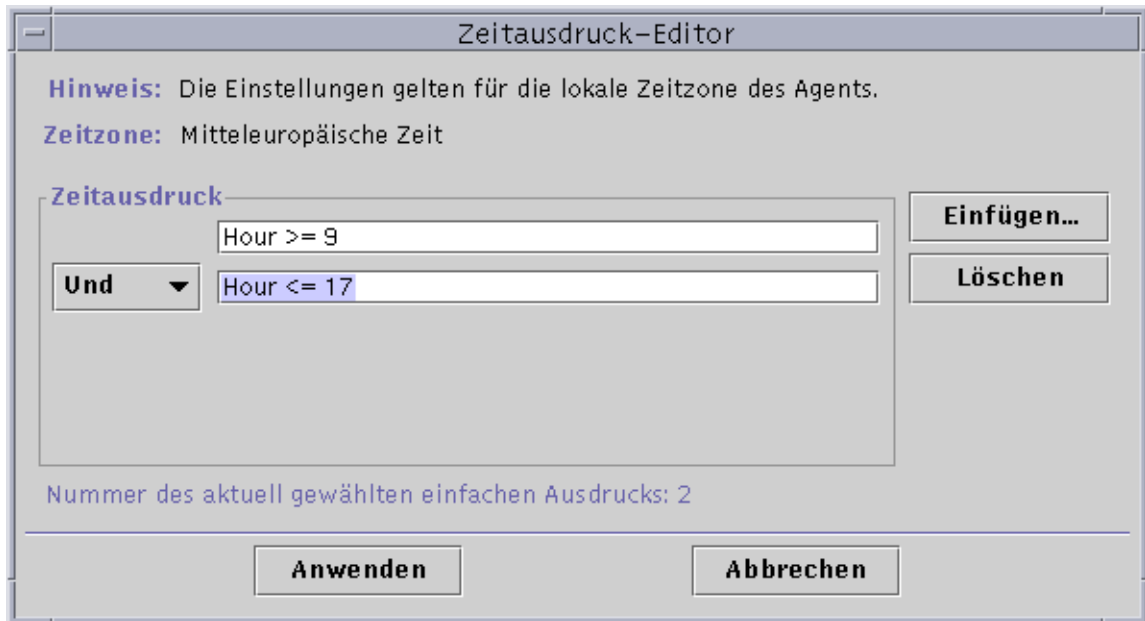 Zeitausdruck-Editor
Hinweis: Die Einstellungen gelten für die lokale Zeitzone des Agents.
Zeitzone: Mitteleuropäische Zeit
Zeitausdruck
Hour >= 9
Einfügen...
Und
Hour <= 17
Löschen
Nummer des aktuell gewählten einfachen Ausdrucks: 2
Anwenden
Abbrechen